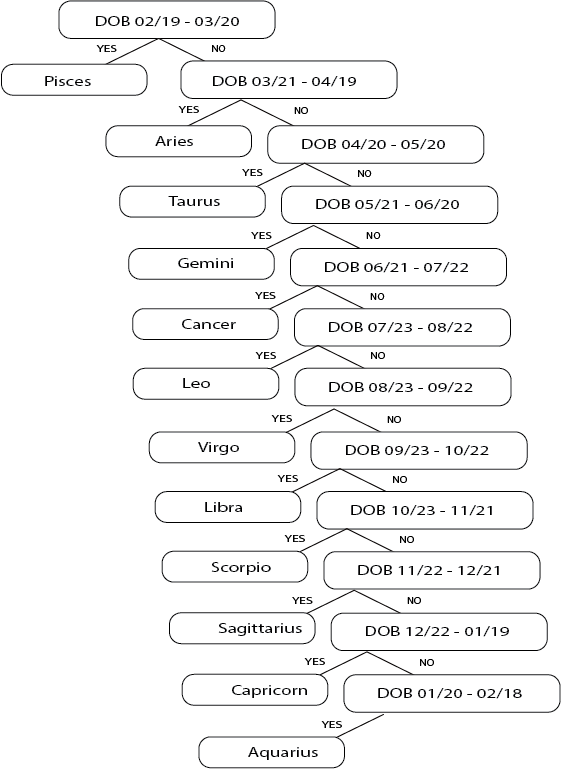 DOB 02/19 - 03/20
YES NO
Pisces
DOB 03/21 - 04/19
YES NO
Aries
DOB 04/20 - 05/20
YES NO
Taurus
DOB 05/21 - 06/20
YES NO
Gemini
DOB 06/21 - 07/22
YES NO
Cancer
DOB 07/23 - 08/22
YES NO
Leo
DOB 08/23 - 09/22
YES NO
Virgo
DOB 09/23 - 10/22
YES NO
Libra
DOB 10/23 - 11/21
YES NO
Scorpio
DOB 11/22 - 12/21
YES NO
Sagittarius
DOB 12/22 - 01/19
YES NO
Capricorn
DOB 01/20 - 02/18
YES
Aquarius